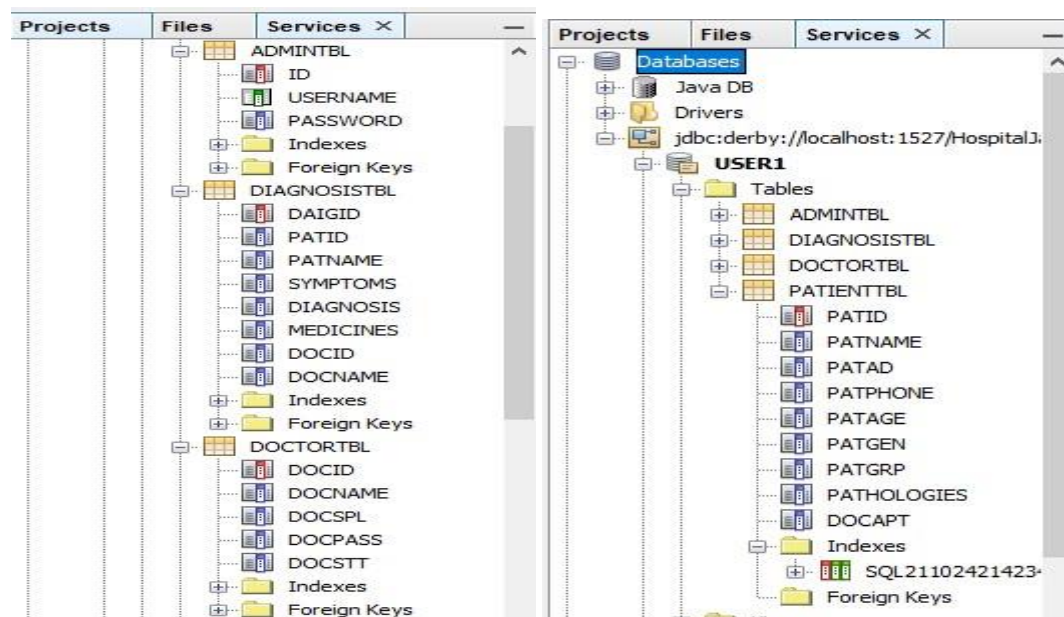 Projects Files Services ×
ADMINTBL
ID
USERNAME
PASSWORD
Indexes
Foreign Keys
DIAGNOSISTBL
DAIGID
PATID
PATNAME
SYMPTOMS
DIAGNOSIS
MEDICINES
DOCID
DOCNAME
Indexes
Foreign Keys
DOCTORTBL
DOCID
DOCNAME
DOCSPL
DOCPASS
DOCSTT
Indexes
Foreign Keys
Projects Files Services ×
Databases
Java DB
Drivers
jdbc:derby://localhost:1527/HospitalJ
USER1
Tables
ADMINTBL
DIAGNOSISTBL
DOCTORTBL
PATIENTTBL
PATID
PATNAME
PATAD
PATPHONE
PATAGE
PATGEN
PATGRP
PATHOLOGIES
DOCAPT
Indexes
SQL21102421423
Foreign Keys